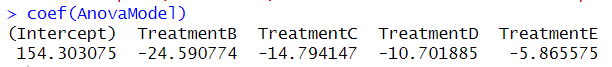 > coef(AnovaModel)
(Intercept) TreatmentB TreatmentC TreatmentD TreatmentE
154.303075 -24.590774 -14.794147 -10.701885 -5.865575